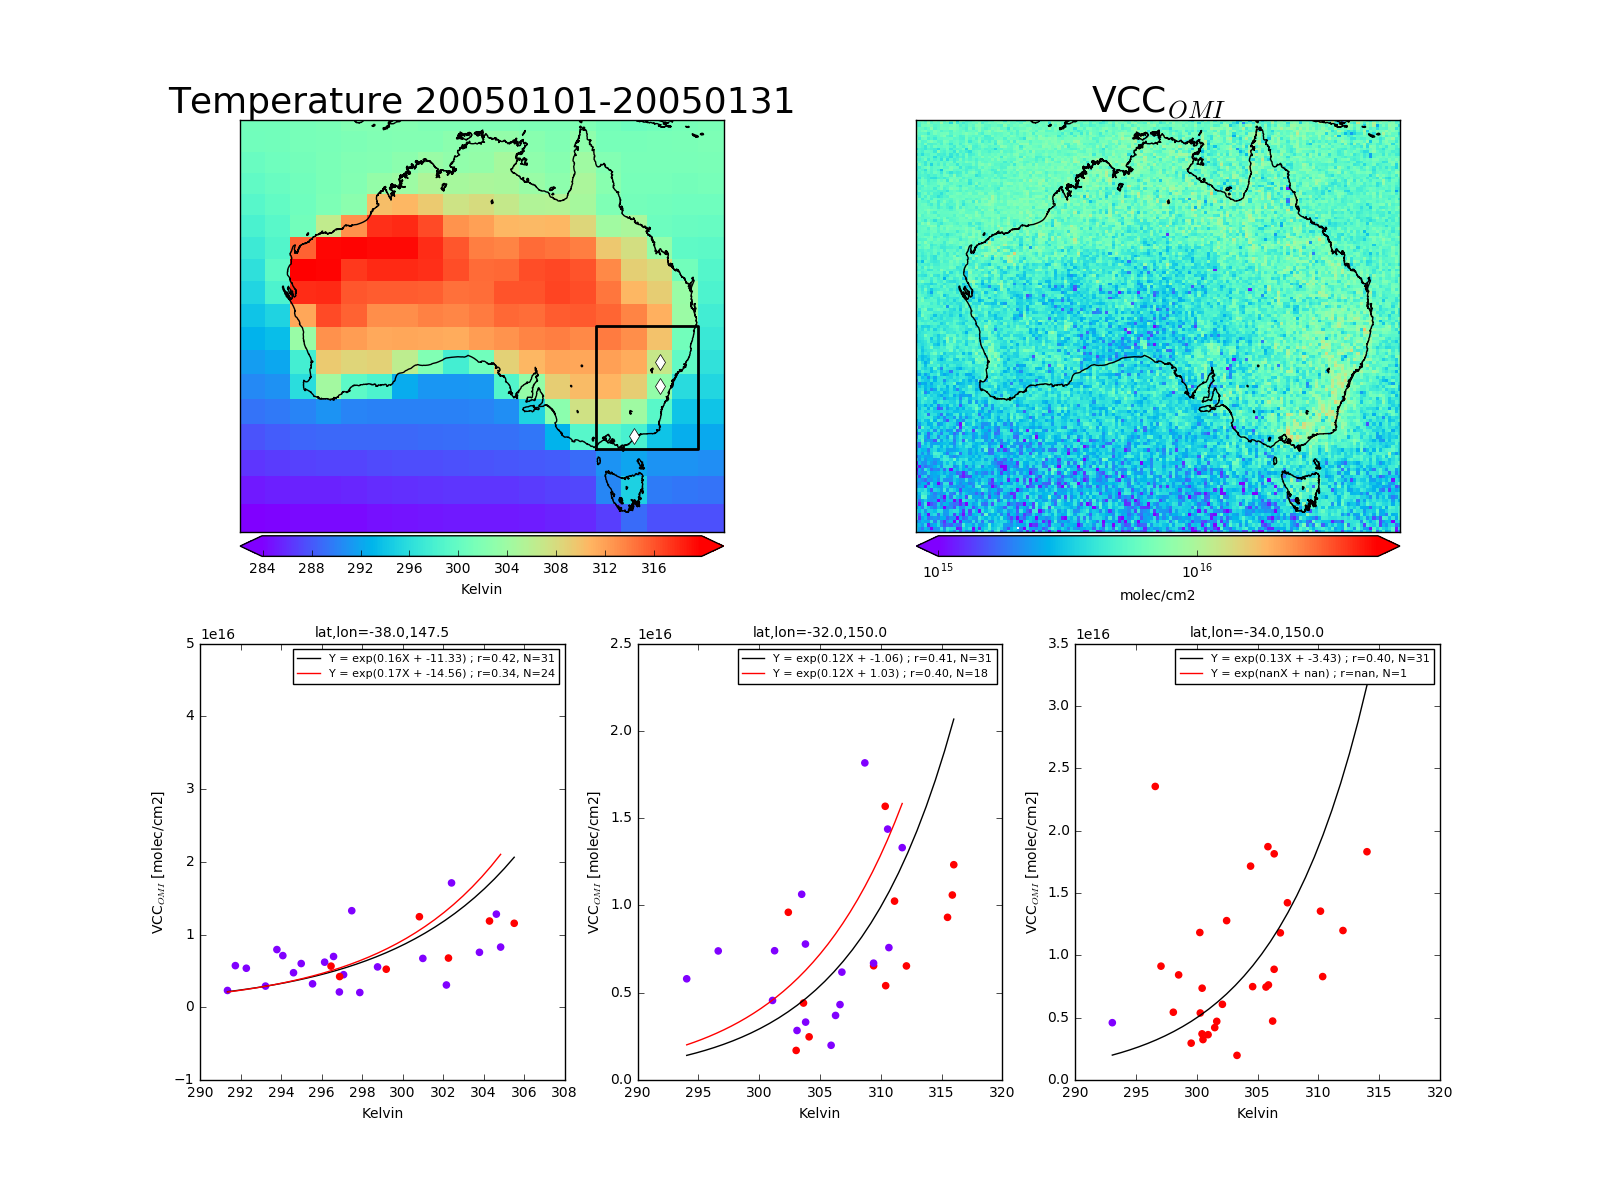 Temperature 20050101-20050131
VCC_OMI
284 288 292 296 300 304 308 312 316
Kelvin
10^15 10^16
molec/cm2
1e16 lat,lon=-38.0,147.5
Y = exp(0.16X + -11.33) ; r=0.42, N=31
Y = exp(0.17X + -14.56) ; r=0.34, N=24
5
4
3
2
1
0
−1
VCC_OMI [molec/cm2]
290 292 294 296 298 300 302 304 306 308
Kelvin
1e16 lat,lon=-32.0,150.0
Y = exp(0.12X + -1.06) ; r=0.41, N=31
Y = exp(0.12X + 1.03) ; r=0.40, N=18
2.5
2.0
1.5
1.0
0.5
0.0
VCC_OMI [molec/cm2]
290 295 300 305 310 315 320
Kelvin
1e16 lat,lon=-34.0,150.0
Y = exp(0.13X + -3.43) ; r=0.40, N=31
Y = exp(nanX + nan) ; r=nan, N=1
3.5
3.0
2.5
2.0
1.5
1.0
0.5
0.0
VCC_OMI [molec/cm2]
290 295 300 305 310 315 320
Kelvin